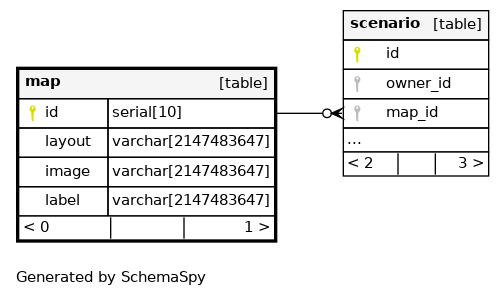 map [table]
id serial[10]
layout varchar[2147483647]
image varchar[2147483647]
label varchar[2147483647]
< 0 1 >
scenario [table]
id
owner_id
map_id
...
< 2 3 >
Generated by SchemaSpy